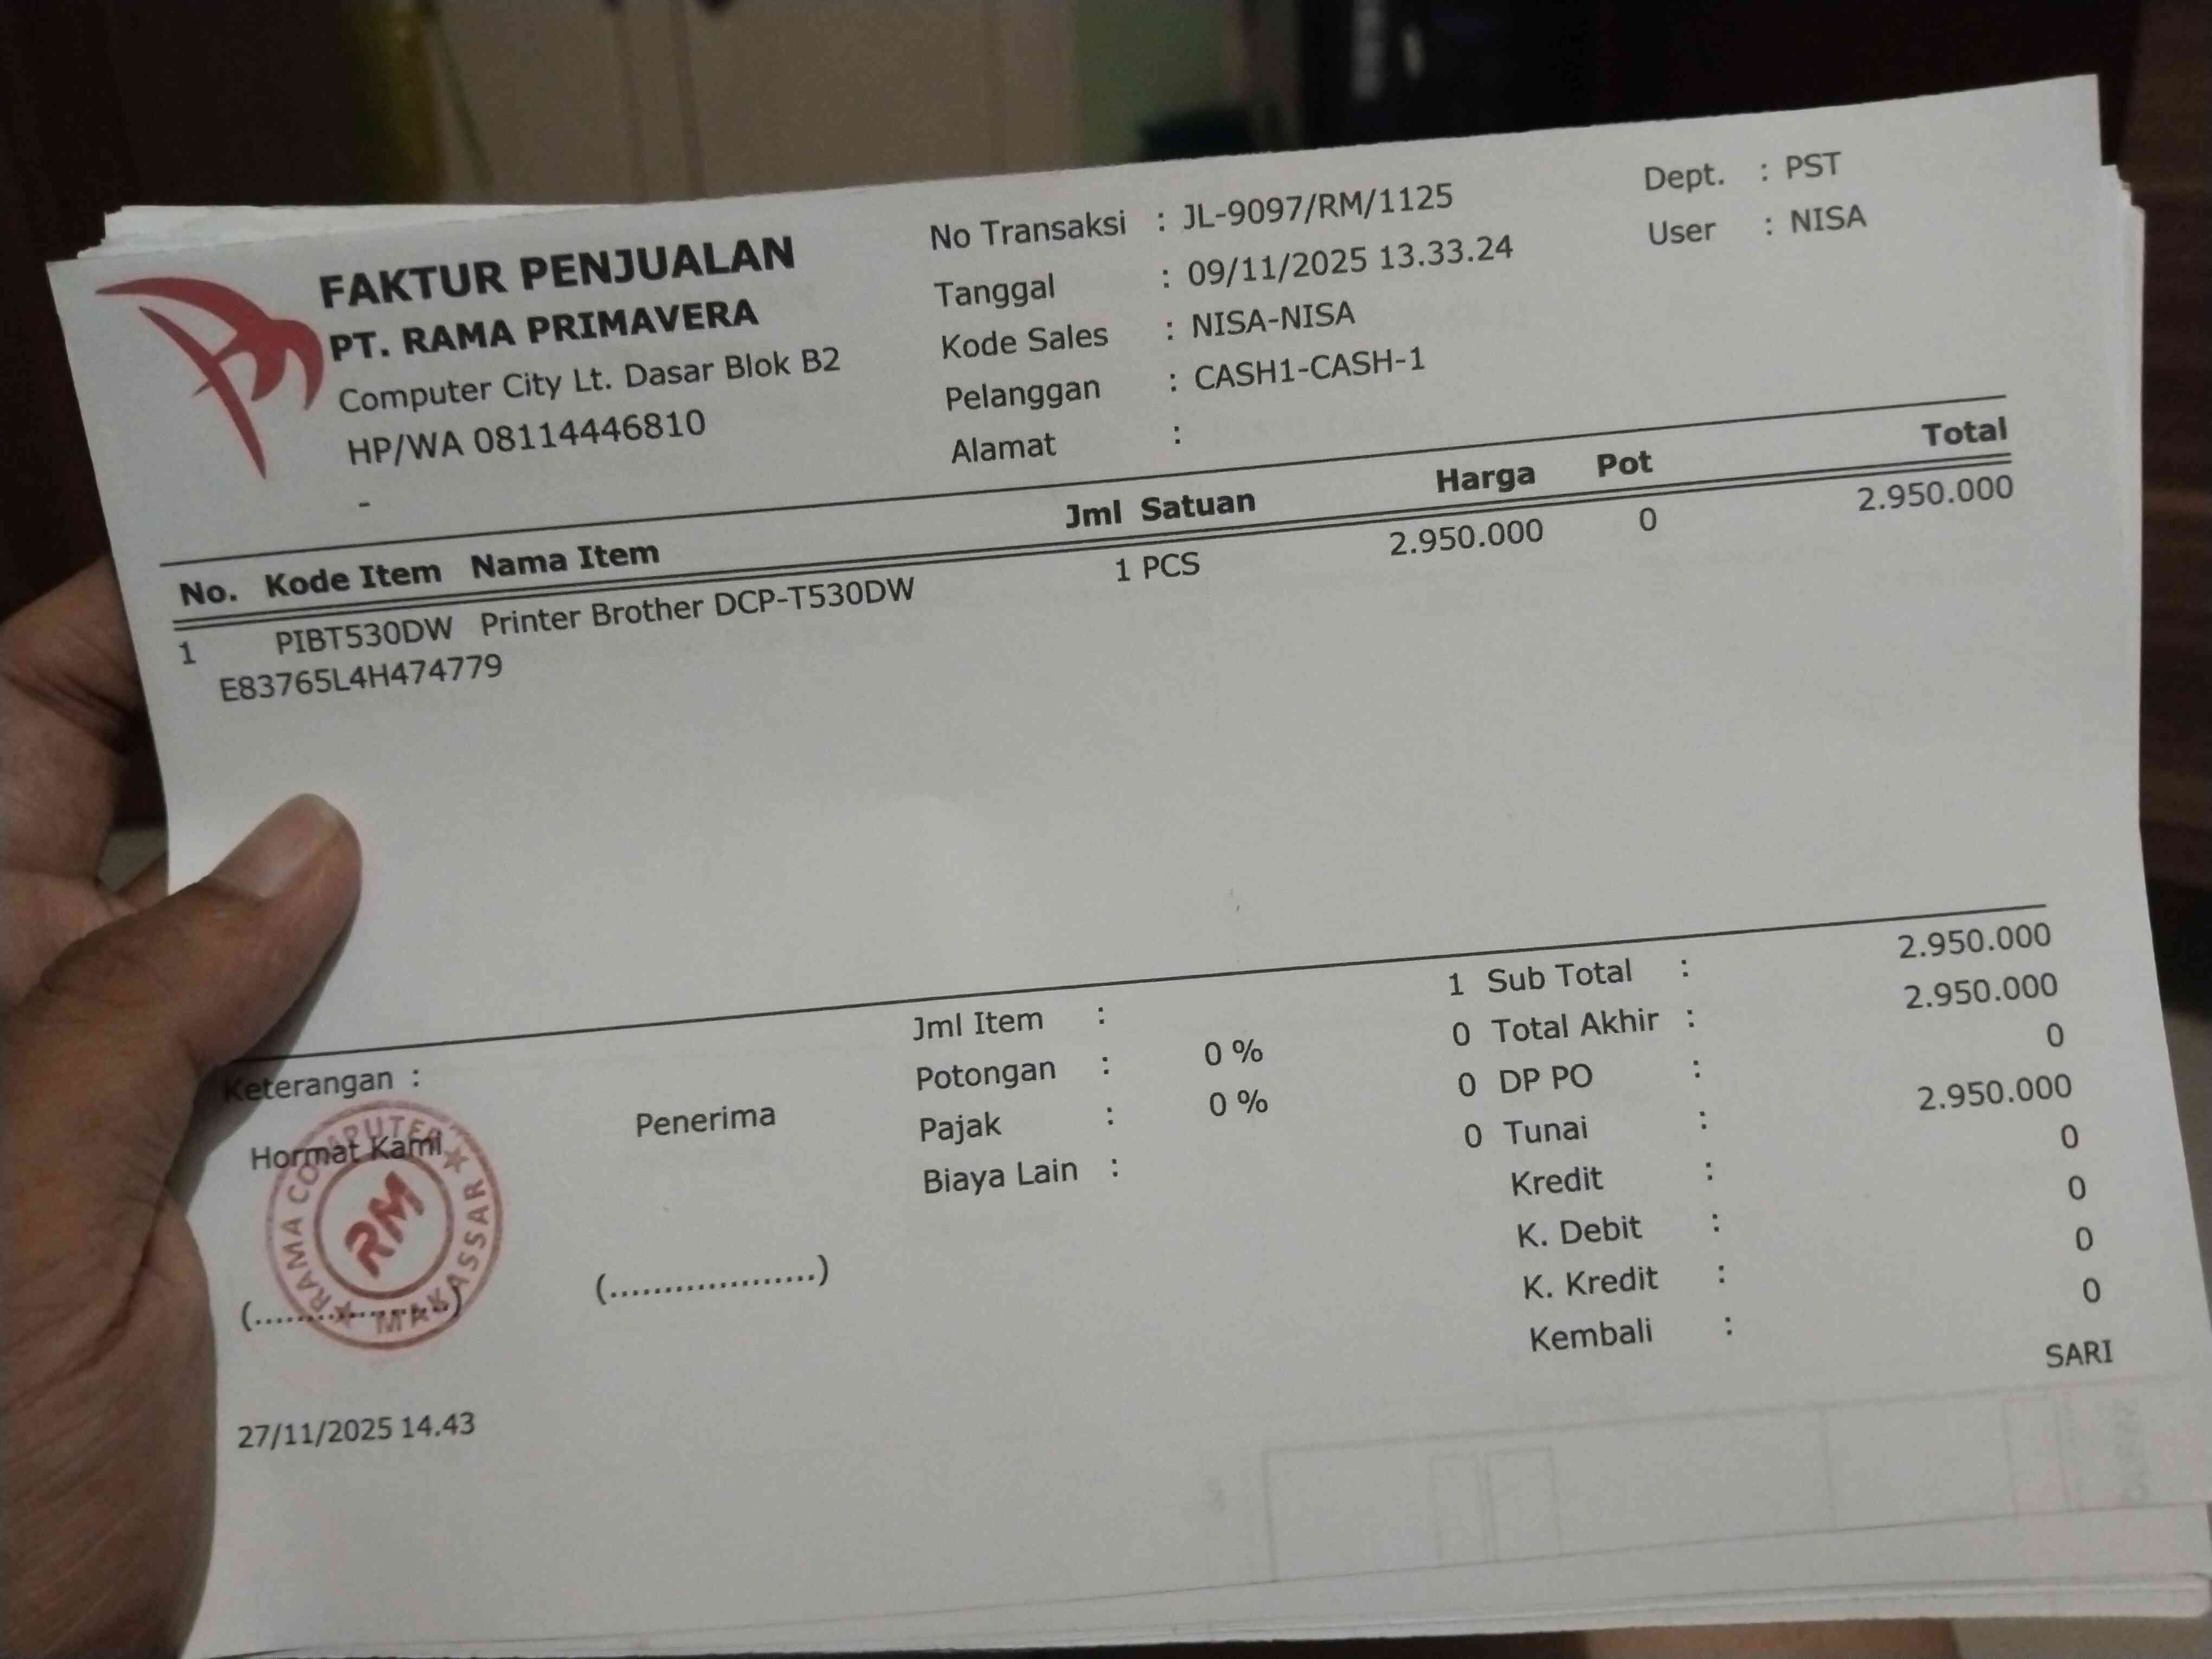 FAKTUR PENJUALAN
PT. RAMA PRIMAVERA
Computer City Lt. Dasar Blok B2
HP/WA 08114446810
-
No Transaksi : JL-9097/RM/1125
Tanggal : 09/11/2025 13.33.24
Kode Sales : NISA-NISA
Pelanggan : CASH1-CASH-1
Alamat :
Dept. : PST
User : NISA
No. Kode Item Nama Item Jml Satuan Harga Pot Total
1 PIBT530DW Printer Brother DCP-T530DW 1 PCS 2.950.000 0 2.950.000
E83765L4H474779
Keterangan :
Hormat Kami
Penerima
RAMA COMPUTER
RM
MAKASSAR
(...................)
(...................)
Jml Item : 1
Potongan : 0 % 0
Pajak : 0 % 0
Biaya Lain : 0
Sub Total : 2.950.000
Total Akhir : 2.950.000
DP PO : 0
Tunai : 2.950.000
Kredit : 0
K. Debit : 0
K. Kredit : 0
Kembali : 0
27/11/2025 14.43
SARI